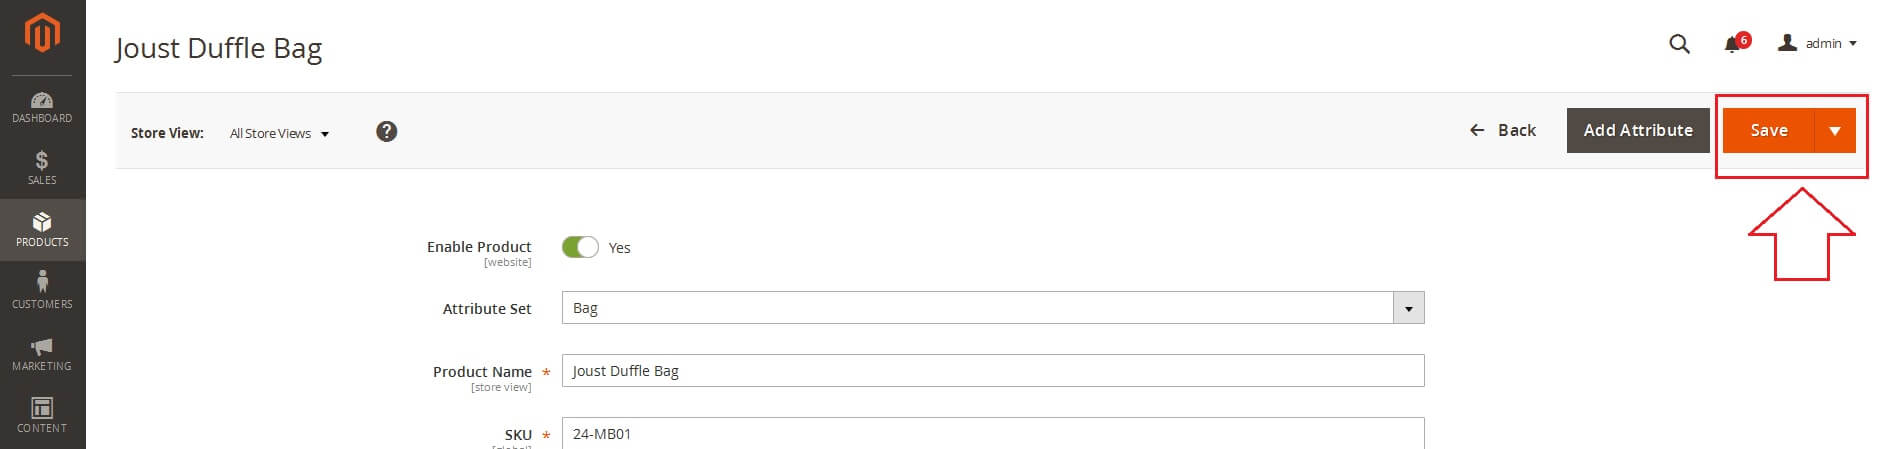 Joust Duffle Bag
6
admin
Store View: All Store Views ?
Back
Add Attribute
Save
DASHBOARD
SALES
PRODUCTS
CUSTOMERS
MARKETING
CONTENT
Enable Product
[website]
Yes
Attribute Set
Bag
Product Name *
[store view]
Joust Duffle Bag
SKU *
24-MB01